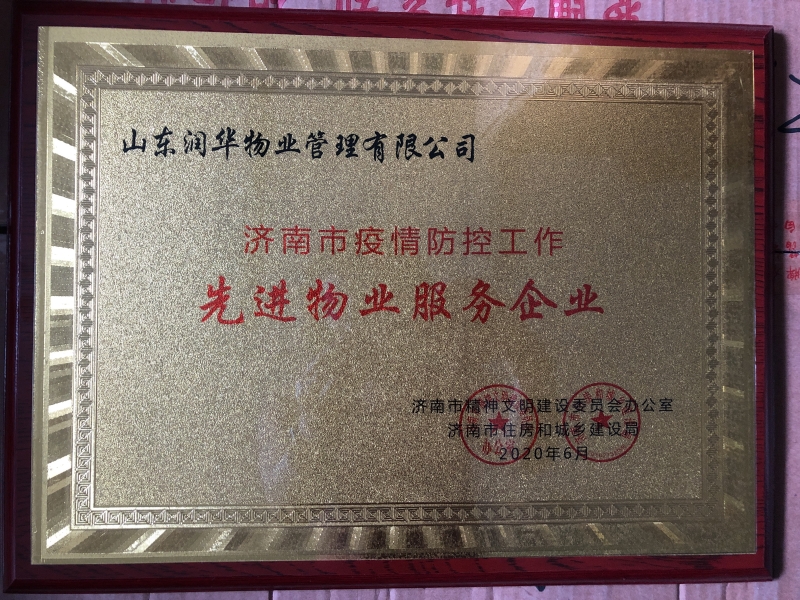 山东润华物业管理有限公司
济南市疫情防控工作
先进物业服务企业
济南市精神文明建设委员会办公室
济南市住房和城乡建设局
2020年6月